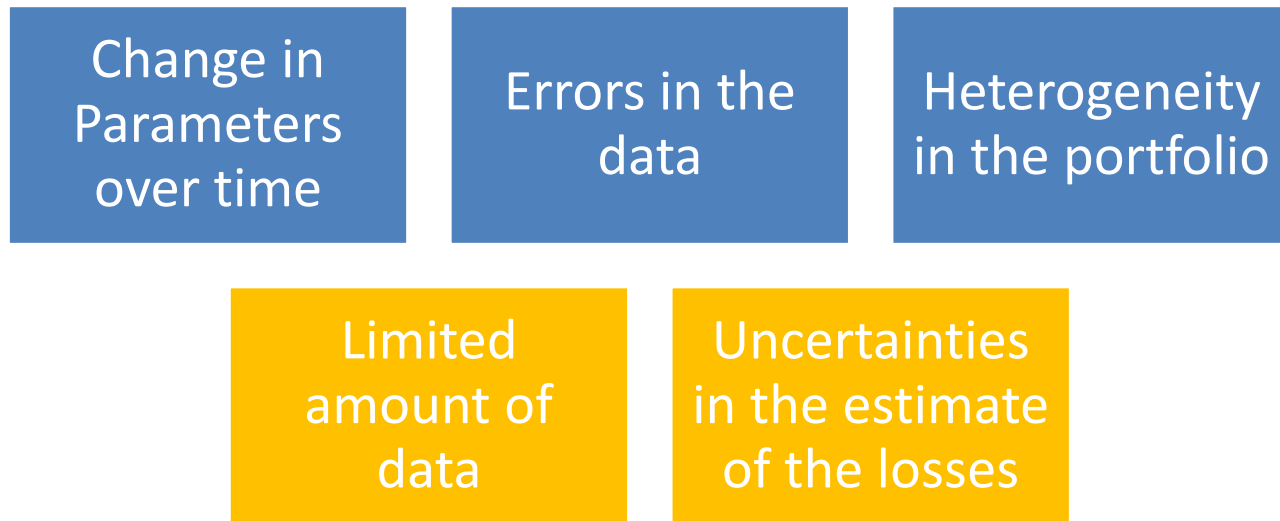 Change in
Parameters
over time
Errors in the
data
Heterogeneity
in the portfolio
Limited
amount of
data
Uncertainties
in the estimate
of the losses